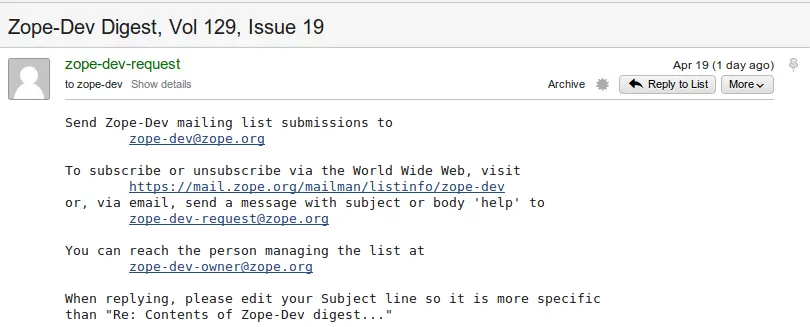 Zope-Dev Digest, Vol 129, Issue 19
zope-dev-request
Apr 19 (1 day ago)
to zope-dev Show details
Archive Reply to List More
Send Zope-Dev mailing list submissions to
zope-dev@zope.org
To subscribe or unsubscribe via the World Wide Web, visit
https://mail.zope.org/mailman/listinfo/zope-dev
or, via email, send a message with subject or body 'help' to
zope-dev-request@zope.org
You can reach the person managing the list at
zope-dev-owner@zope.org
When replying, please edit your Subject line so it is more specific
than "Re: Contents of Zope-Dev digest..."